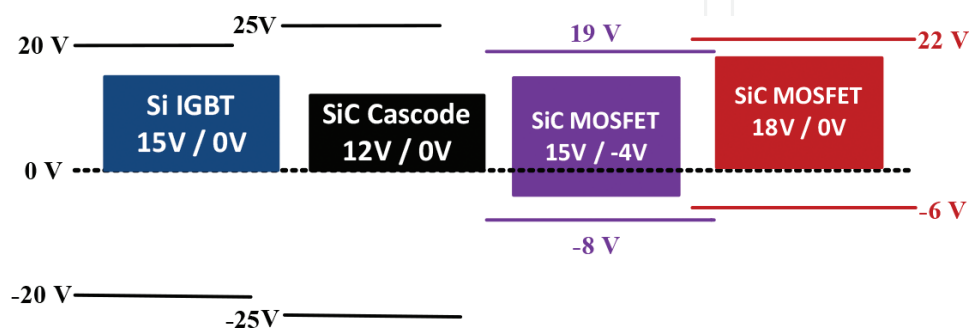 25V
20 V
19 V
22 V
Si IGBT
15V / 0V
SiC Cascode
12V / 0V
SiC MOSFET
15V / -4V
SiC MOSFET
18V / 0V
0 V
-6 V
-8 V
-20 V
-25V